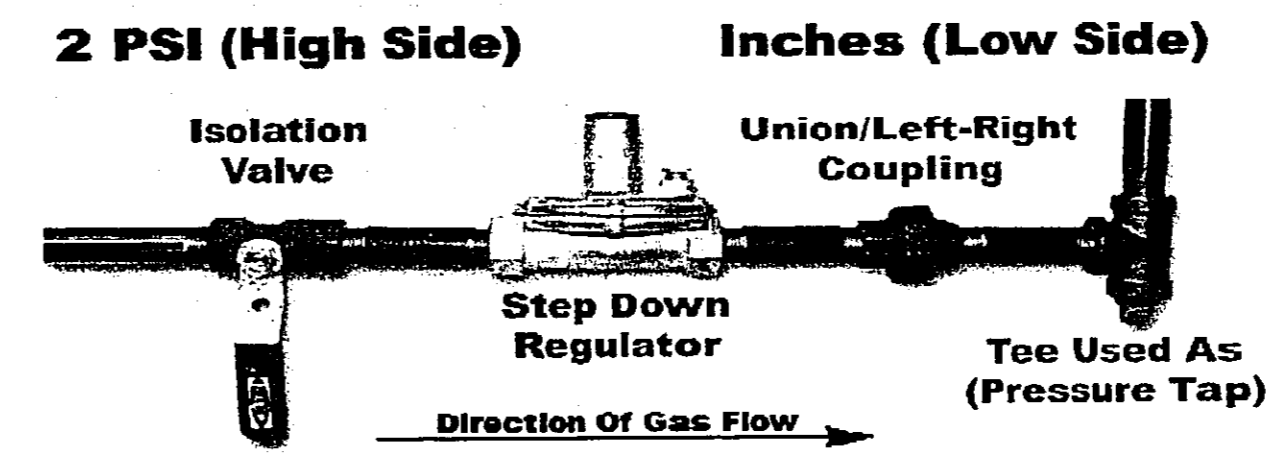 2 PSI (High Side)
Inches (Low Side)
Isolation
Valve
Union/Left-Right
Coupling
Step Down
Regulator
Tee Used As
(Pressure Tap)
Direction Of Gas Flow